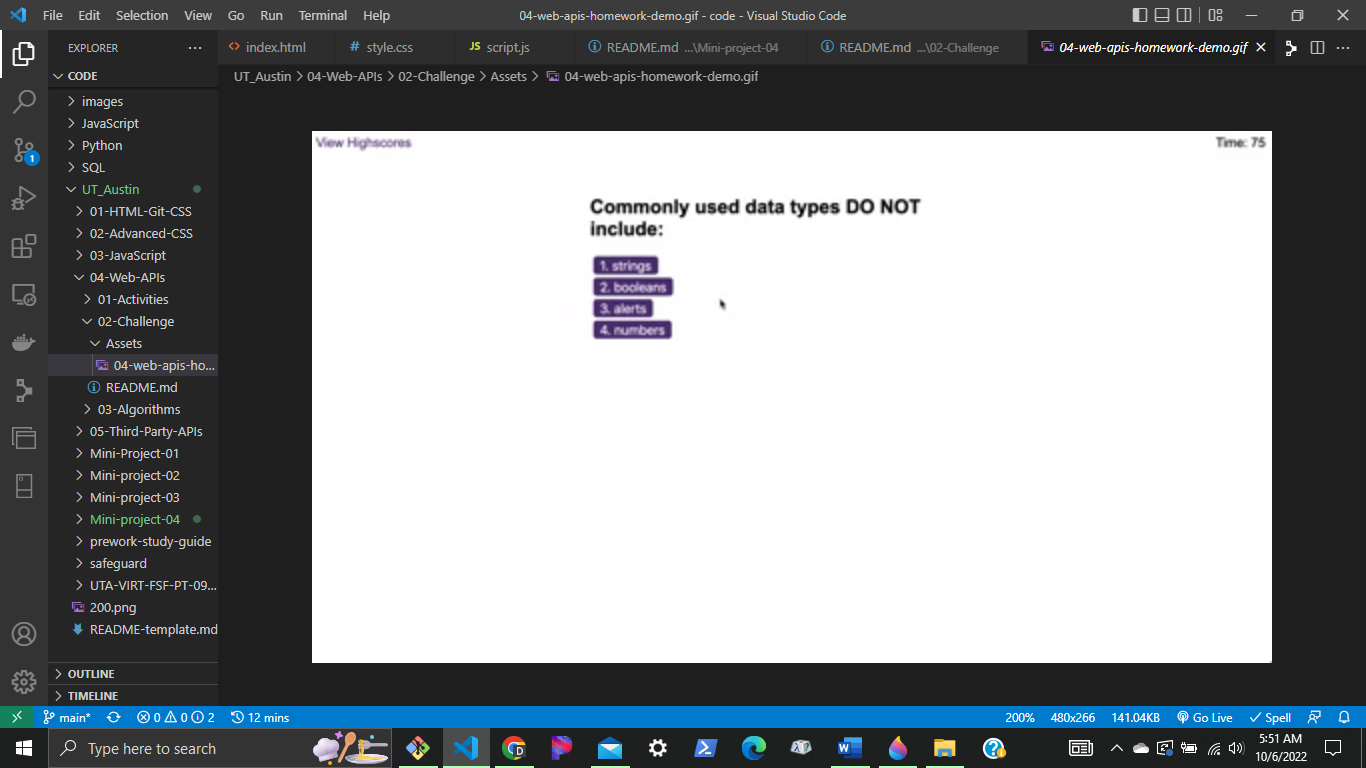 File Edit Selection View Go Run Terminal Help 04-web-apis-homework-demo.gif - code - Visual Studio Code
EXPLORER
index.html
style.css
JS script.js
README.md ...\Mini-project-04
README.md ...\02-Challenge
04-web-apis-homework-demo.gif
UT_Austin > 04-Web-APIs > 02-Challenge > Assets > 04-web-apis-homework-demo.gif
CODE
images
JavaScript
Python
SQL
UT_Austin
01-HTML-Git-CSS
02-Advanced-CSS
03-JavaScript
04-Web-APIs
01-Activities
02-Challenge
Assets
04-web-apis-ho...
README.md
03-Algorithms
05-Third-Party-APIs
Mini-Project-01
Mini-project-02
Mini-project-03
Mini-project-04
prework-study-guide
safeguard
UTA-VIRT-FSF-PT-09...
200.png
README-template.md
OUTLINE
TIMELINE
1
View Highscores
Time: 75
Commonly used data types DO NOT
include:
1. strings
2. booleans
3. alerts
4. numbers
main* 0 0 2 12 mins 200% 480x266 141.04KB Go Live Spell
Type here to search
5:51 AM
10/6/2022